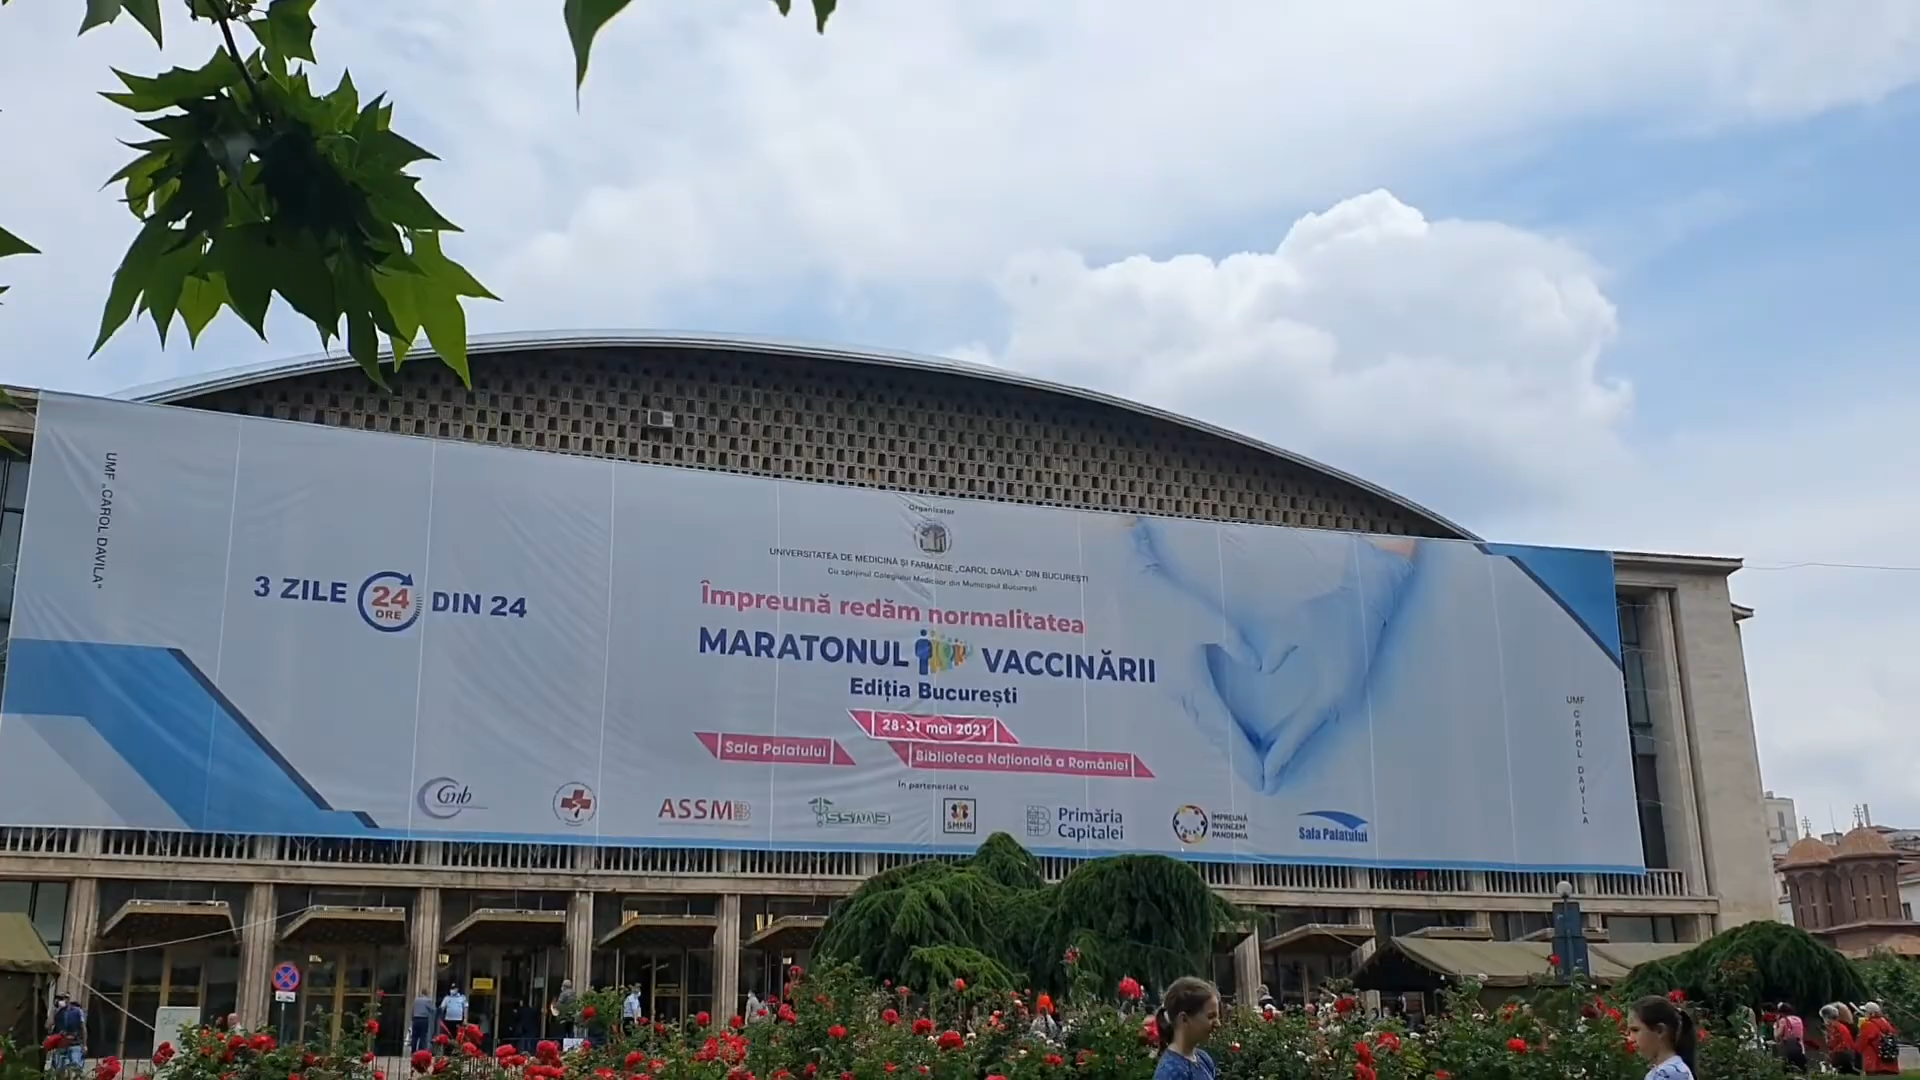 UMF „CAROL DAVILA"
3 ZILE 24 ORE DIN 24
Organizator
UNIVERSITATEA DE MEDICINĂ ȘI FARMACIE „CAROL DAVILA" DIN BUCUREȘTI
Cu sprijinul Colegiului Medicilor din Municipiul București
Împreună redăm normalitatea
MARATONUL VACCINĂRII
Ediția București
28-31 mai 2021
Sala Palatului
Biblioteca Națională a României
În parteneriat cu
Cmb
ASSMB
SSMB
SMMR
Primăria
Capitalei
ÎMPREUNĂ
ÎNVINGEM
PANDEMIA
Sala Palatului
UMF CAROL DAVILA